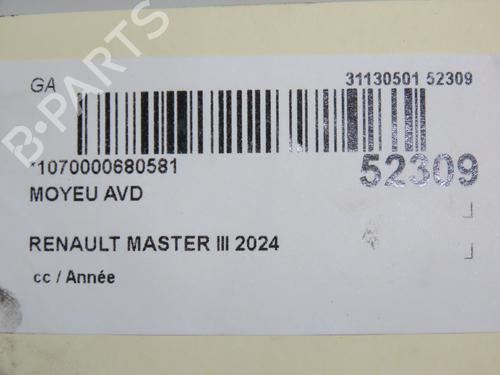 GA
31130501 52309
*1070000680581
52309
MOYEU AVD
RENAULT MASTER III 2024
cc / Année
B-PARTS